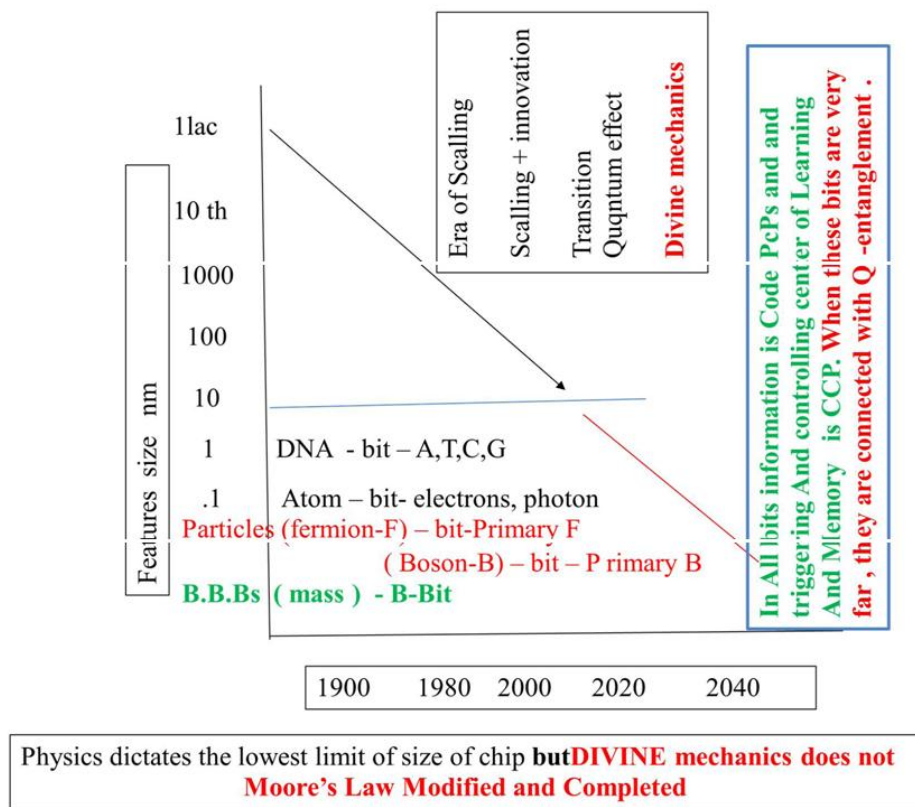 1lac
10 th
1000
100
10
1
.1
Features size nm
Era of Scalling
Scalling + innovation
Transition
Quqptum effect
Divine mechanics
DNA - bit – A,T,C,G
Atom – bit- electrons, photon
Particles (fermion-F) – bit-Primary F
( Boson-B) – bit – P rimary B
B.B.Bs ( mass ) - B-Bit
In All bits information is Code PcPs and and
triggering And controlling center of Learning
And Memory is CCP. When these bits are very
far , they are connected with Q -entanglement .
1900 1980 2000 2020 2040
Physics dictates the lowest limit of size of chip butDIVINE mechanics does not
Moore's Law Modified and Completed